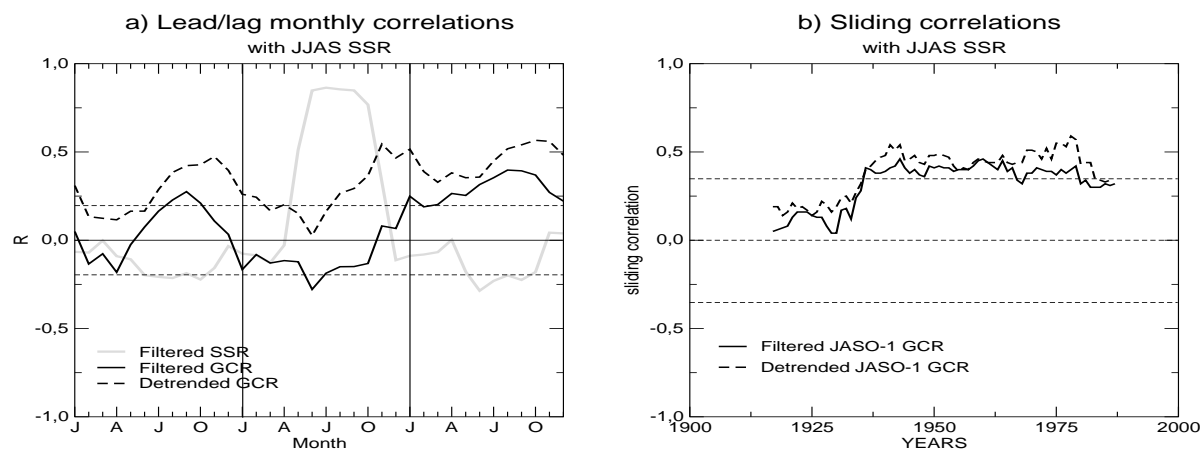 a) Lead/lag monthly correlations
with JJAS SSR
1,0
0,5
0,0
-0,5
-1,0
R
Filtered SSR
Filtered GCR
Detrended GCR
J A J O J A J O J A J O
Month
b) Sliding correlations
with JJAS SSR
1,0
0,5
0,0
-0,5
-1,0
sliding correlation
Filtered JASO-1 GCR
Detrended JASO-1 GCR
1900 1925 1950 1975 2000
YEARS